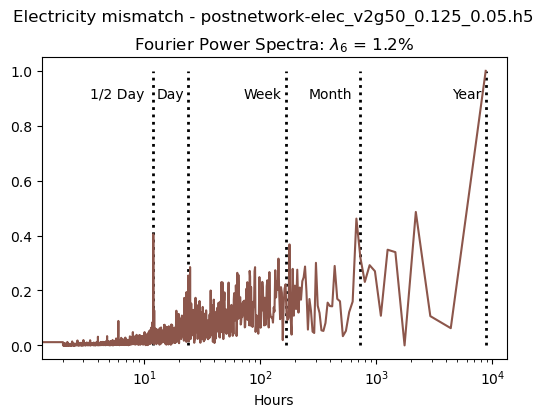 Electricity mismatch - postnetwork-elec_v2g50_0.125_0.05.h5
Fourier Power Spectra: λ₆ = 1.2%
1/2 Day Day Week Month Year
1.0
0.8
0.6
0.4
0.2
0.0
10¹ 10² 10³ 10⁴
Hours